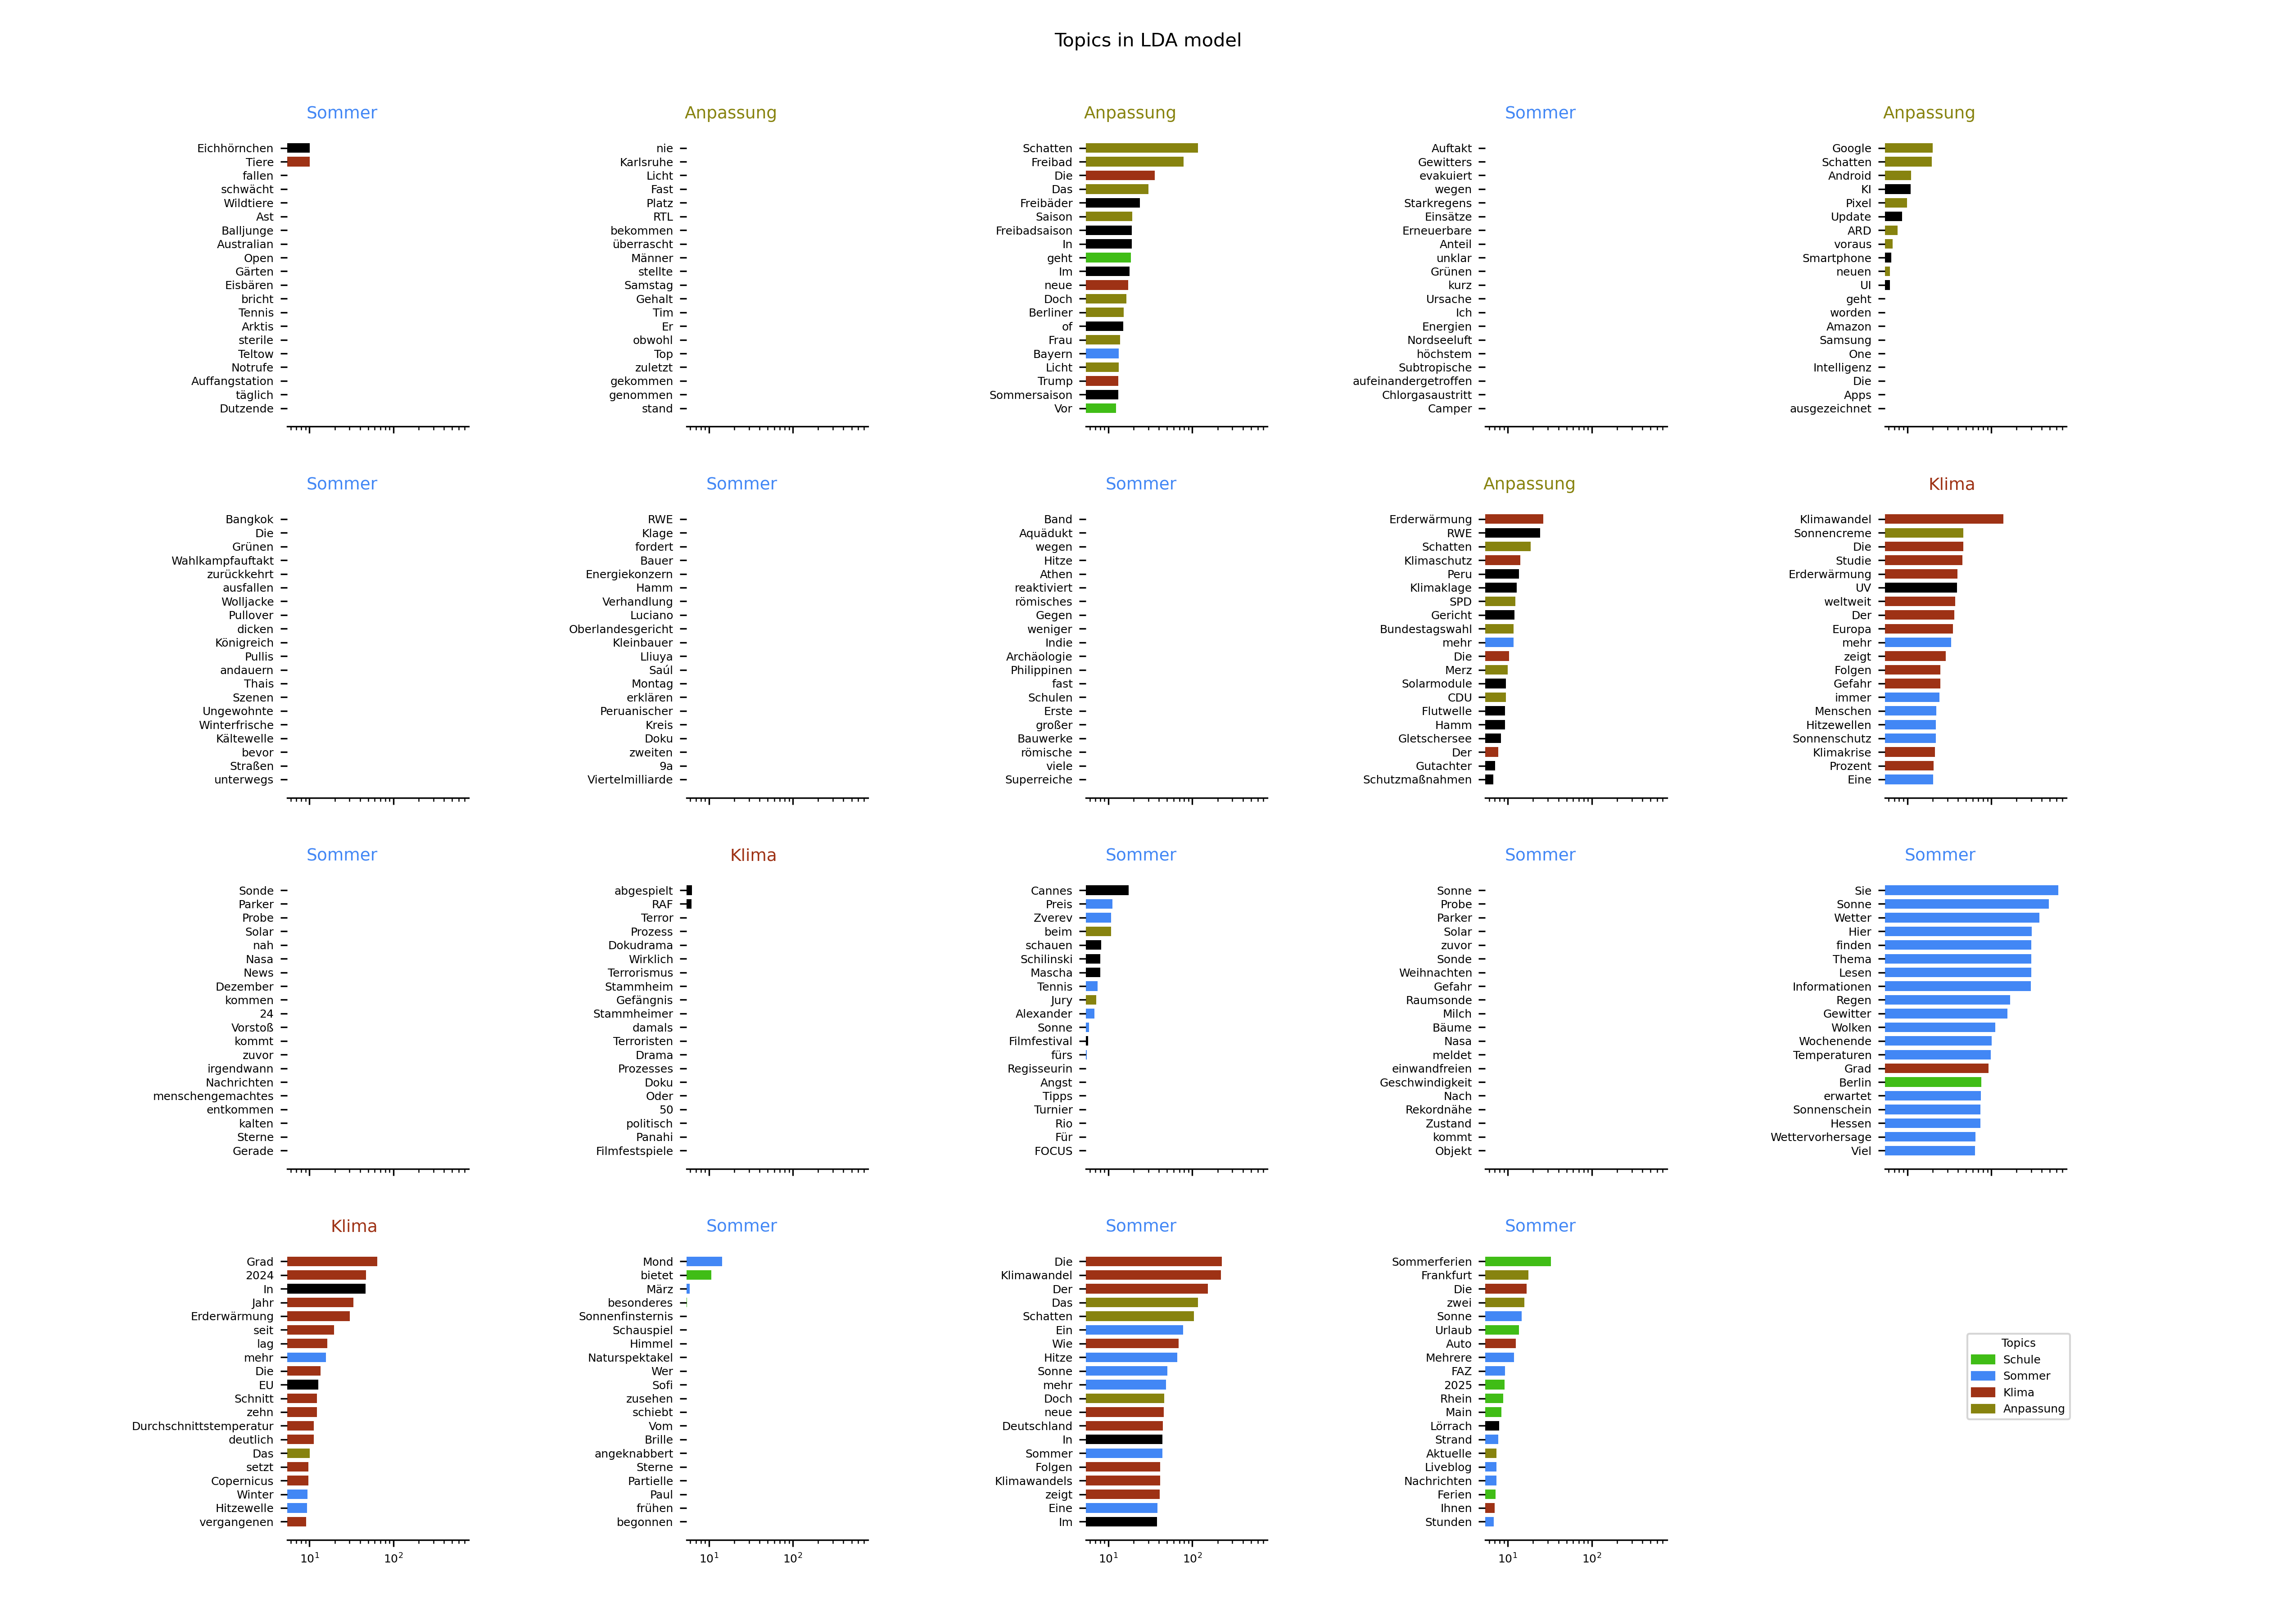 Topics in LDA model
Sommer
Eichhörnchen
Tiere
fallen
schwächt
Wildtiere
Ast
Balljunge
Australian
Open
Gärten
Eisbären
bricht
Tennis
Arktis
sterile
Teltow
Notrufe
Auffangstation
täglich
Dutzende
Anpassung
nie
Karlsruhe
Licht
Fast
Platz
RTL
bekommen
überrascht
Männer
stellte
Samstag
Gehalt
Tim
Er
obwohl
Top
zuletzt
gekommen
genommen
stand
Anpassung
Schatten
Freibad
Die
Das
Freibäder
Saison
Freibadsaison
In
geht
Im
neue
Doch
Berliner
of
Frau
Bayern
Licht
Trump
Sommersaison
Vor
Sommer
Auftakt
Gewitters
evakuiert
wegen
Starkregens
Einsätze
Erneuerbare
Anteil
unklar
Grünen
kurz
Ursache
Ich
Energien
Nordseeluft
höchstem
Subtropische
aufeinandergetroffen
Chlorgasaustritt
Camper
Anpassung
Google
Schatten
Android
KI
Pixel
Update
ARD
voraus
Smartphone
neuen
UI
geht
worden
Amazon
Samsung
One
Intelligenz
Die
Apps
ausgezeichnet
Sommer
Bangkok
Die
Grünen
Wahlkampfauftakt
zurückkehrt
ausfallen
Wolljacke
Pullover
dicken
Königreich
Pullis
andauern
Thais
Szenen
Ungewohnte
Winterfrische
Kältewelle
bevor
Straßen
unterwegs
Sommer
RWE
Klage
fordert
Bauer
Energiekonzern
Hamm
Verhandlung
Luciano
Oberlandesgericht
Kleinbauer
Lliuya
Saúl
Montag
erklären
Peruanischer
Kreis
Doku
zweiten
9a
Viertelmilliarde
Sommer
Band
Aquädukt
wegen
Hitze
Athen
reaktiviert
römisches
Gegen
weniger
Indie
Archäologie
Philippinen
fast
Schulen
Erste
großer
Bauwerke
römische
viele
Superreiche
Anpassung
Erderwärmung
RWE
Schatten
Klimaschutz
Peru
Klimaklage
SPD
Gericht
Bundestagswahl
mehr
Die
Merz
Solarmodule
CDU
Flutwelle
Hamm
Gletschersee
Der
Gutachter
Schutzmaßnahmen
Klima
Klimawandel
Sonnencreme
Die
Studie
Erderwärmung
UV
weltweit
Der
Europa
mehr
zeigt
Folgen
Gefahr
immer
Menschen
Hitzewellen
Sonnenschutz
Klimakrise
Prozent
Eine
Sommer
Sonde
Parker
Probe
Solar
nah
Nasa
News
Dezember
kommen
24
Vorstoß
kommt
zuvor
irgendwann
Nachrichten
menschengemachtes
entkommen
kalten
Sterne
Gerade
Klima
abgespielt
RAF
Terror
Prozess
Dokudrama
Wirklich
Terrorismus
Stammheim
Gefängnis
Stammheimer
damals
Terroristen
Drama
Prozesses
Doku
Oder
50
politisch
Panahi
Filmfestspiele
Sommer
Cannes
Preis
Zverev
beim
schauen
Schilinski
Mascha
Tennis
Jury
Alexander
Sonne
Filmfestival
fürs
Regisseurin
Angst
Tipps
Turnier
Rio
Für
FOCUS
Sommer
Sonne
Probe
Parker
Solar
zuvor
Sonde
Weihnachten
Gefahr
Raumsonde
Milch
Bäume
Nasa
meldet
einwandfreien
Geschwindigkeit
Nach
Rekordnähe
Zustand
kommt
Objekt
Sommer
Sie
Sonne
Wetter
Hier
finden
Thema
Lesen
Informationen
Regen
Gewitter
Wolken
Wochenende
Temperaturen
Grad
Berlin
erwartet
Sonnenschein
Hessen
Wettervorhersage
Viel
Klima
Grad
2024
In
Jahr
Erderwärmung
seit
lag
mehr
Die
EU
Schnitt
zehn
Durchschnittstemperatur
deutlich
Das
setzt
Copernicus
Winter
Hitzewelle
vergangenen
10¹ 10²
Sommer
Mond
bietet
März
besonderes
Sonnenfinsternis
Schauspiel
Himmel
Naturspektakel
Wer
Sofi
zusehen
schiebt
Vom
Brille
angeknabbert
Sterne
Partielle
Paul
frühen
begonnen
10¹ 10²
Sommer
Die
Klimawandel
Der
Das
Schatten
Ein
Wie
Hitze
Sonne
mehr
Doch
neue
Deutschland
In
Sommer
Folgen
Klimawandels
zeigt
Eine
Im
10¹ 10²
Sommer
Sommerferien
Frankfurt
Die
zwei
Sonne
Urlaub
Auto
Mehrere
FAZ
2025
Rhein
Main
Lörrach
Strand
Aktuelle
Liveblog
Nachrichten
Ferien
Ihnen
Stunden
10¹ 10²
Topics
Schule
Sommer
Klima
Anpassung